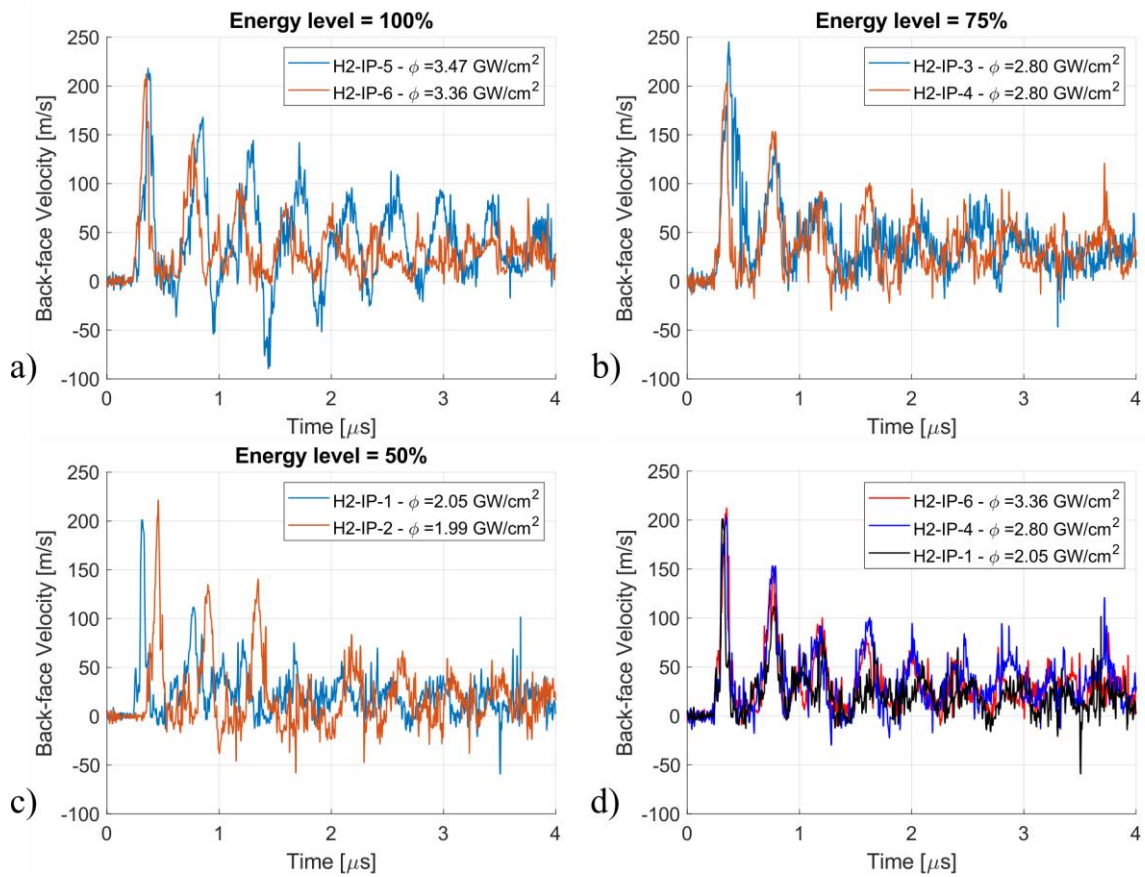 Energy level = 100%
250
200
150
100
50
0
-50
-100
Back-face Velocity [m/s]
H2-IP-5 - ϕ =3.47 GW/cm²
H2-IP-6 - ϕ =3.36 GW/cm²
0 1 2 3 4
Time [μs]
a)
Energy level = 75%
250
200
150
100
50
0
-50
-100
Back-face Velocity [m/s]
H2-IP-3 - ϕ =2.80 GW/cm²
H2-IP-4 - ϕ =2.80 GW/cm²
0 1 2 3 4
Time [μs]
b)
Energy level = 50%
250
200
150
100
50
0
-50
-100
Back-face Velocity [m/s]
H2-IP-1 - ϕ =2.05 GW/cm²
H2-IP-2 - ϕ =1.99 GW/cm²
0 1 2 3 4
Time [μs]
c)
250
200
150
100
50
0
-50
-100
Back-face Velocity [m/s]
H2-IP-6 - ϕ =3.36 GW/cm²
H2-IP-4 - ϕ =2.80 GW/cm²
H2-IP-1 - ϕ =2.05 GW/cm²
0 1 2 3 4
Time [μs]
d)